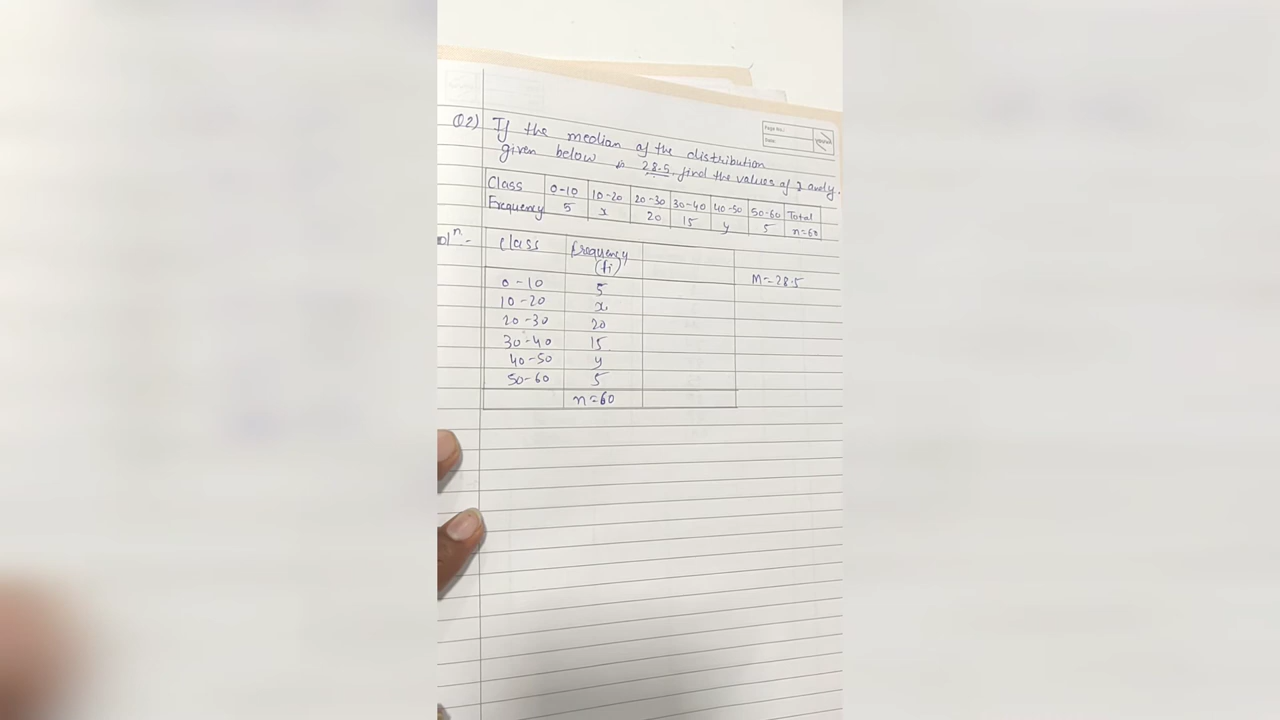 Q2) If the median of the distribution
given below is 28.5, find the values of x and y.
Class 0-10 10-20 20-30 30-40 40-50 50-60 Total
Frequency 5 x 20 15 y 5 n=60
Class frequency
(fi)
0-10 5
10-20 x
20-30 20
30-40 15
40-50 y
50-60 5
n=60
M=28.5
Page No.:
Date: